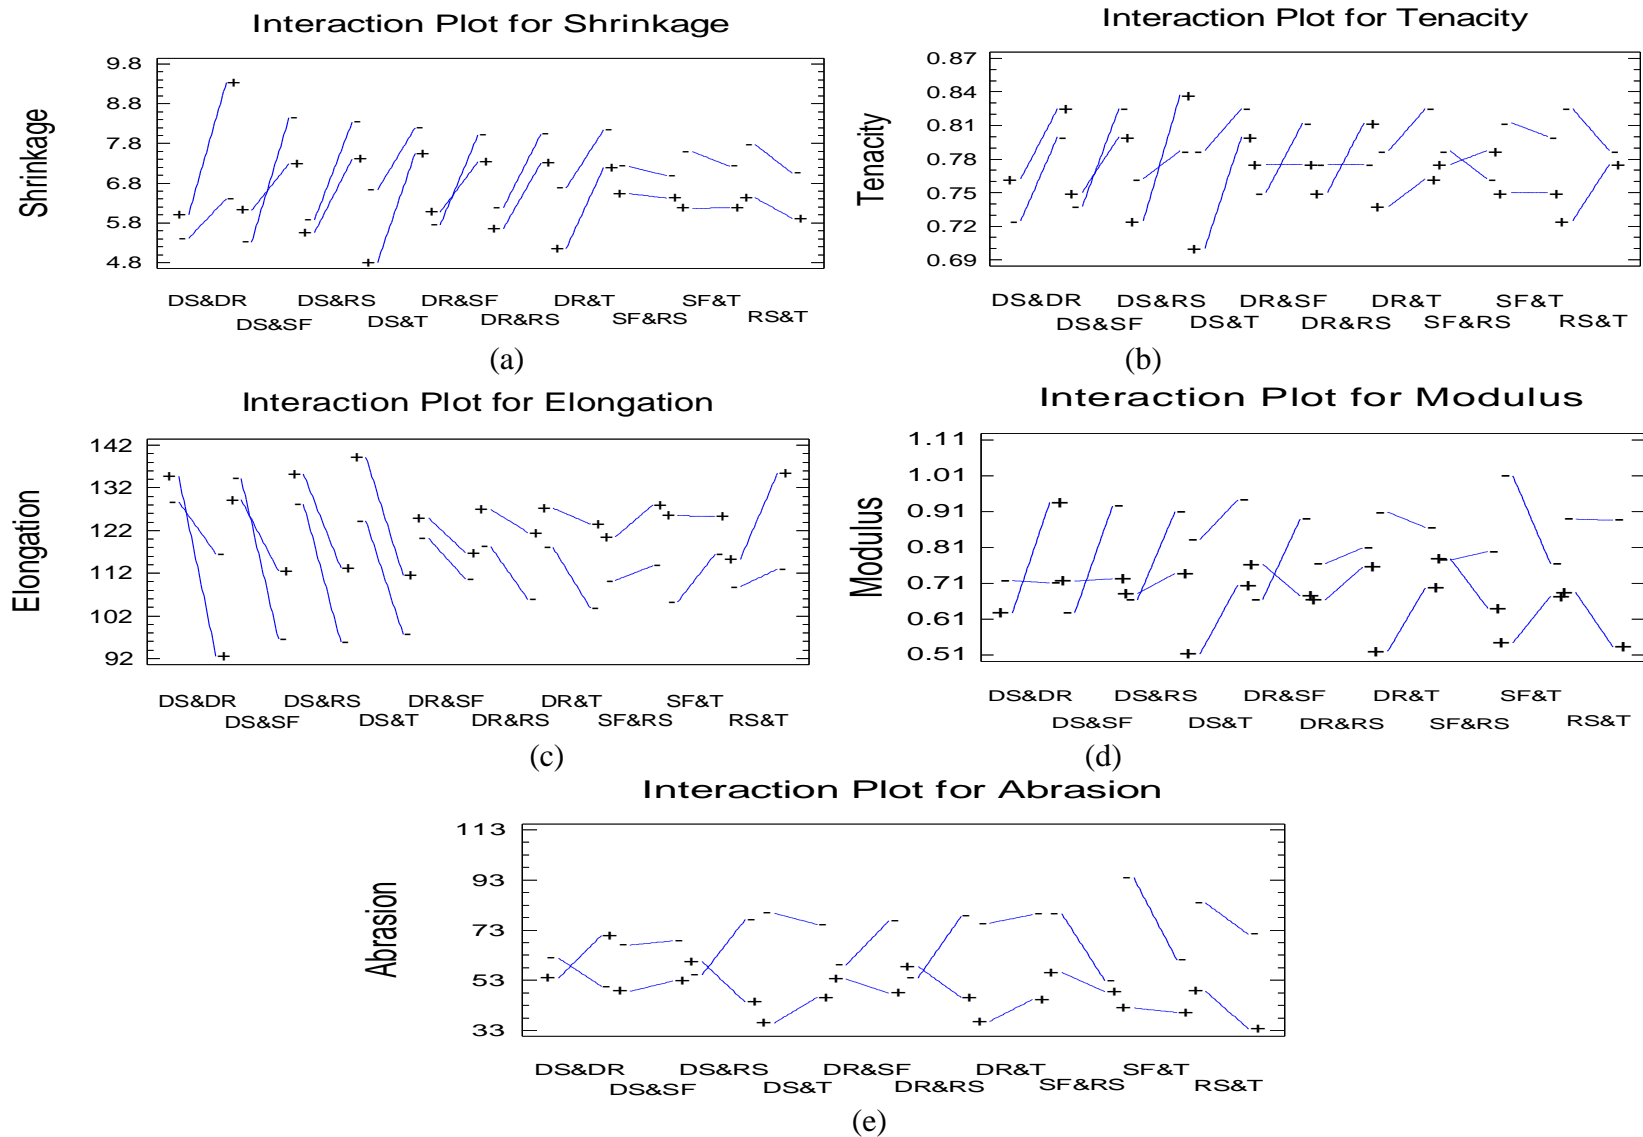 Interaction Plot for Shrinkage
Shrinkage
9.8
8.8
7.8
6.8
5.8
4.8
DS&DR DS&RS DR&SF DR&T SF&T
DS&SF DS&T DR&RS SF&RS RS&T
(a)
Interaction Plot for Tenacity
Tenacity
0.87
0.84
0.81
0.78
0.75
0.72
0.69
DS&DR DS&RS DR&SF DR&T SF&T
DS&SF DS&T DR&RS SF&RS RS&T
(b)
Interaction Plot for Elongation
Elongation
142
132
122
112
102
92
DS&DR DS&RS DR&SF DR&T SF&T
DS&SF DS&T DR&RS SF&RS RS&T
(c)
Interaction Plot for Modulus
Modulus
1.11
1.01
0.91
0.81
0.71
0.61
0.51
DS&DR DS&RS DR&SF DR&T SF&T
DS&SF DS&T DR&RS SF&RS RS&T
(d)
Interaction Plot for Abrasion
Abrasion
113
93
73
53
33
DS&DR DS&RS DR&SF DR&T SF&T
DS&SF DS&T DR&RS SF&RS RS&T
(e)